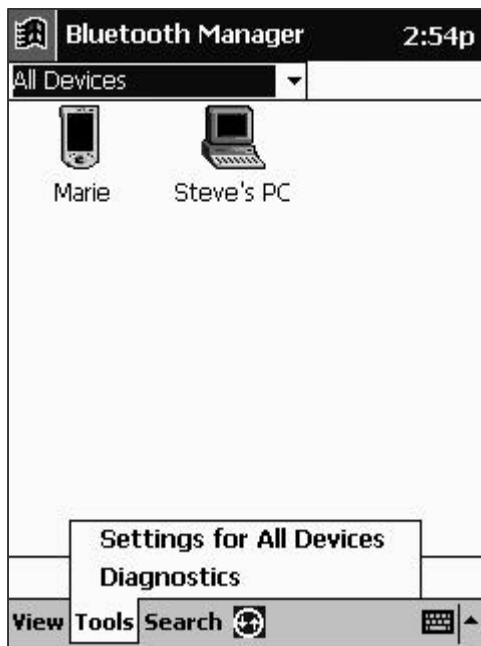 Bluetooth Manager 2:54p
All Devices
Marie Steve's PC
Settings for All Devices
Diagnostics
View Tools Search